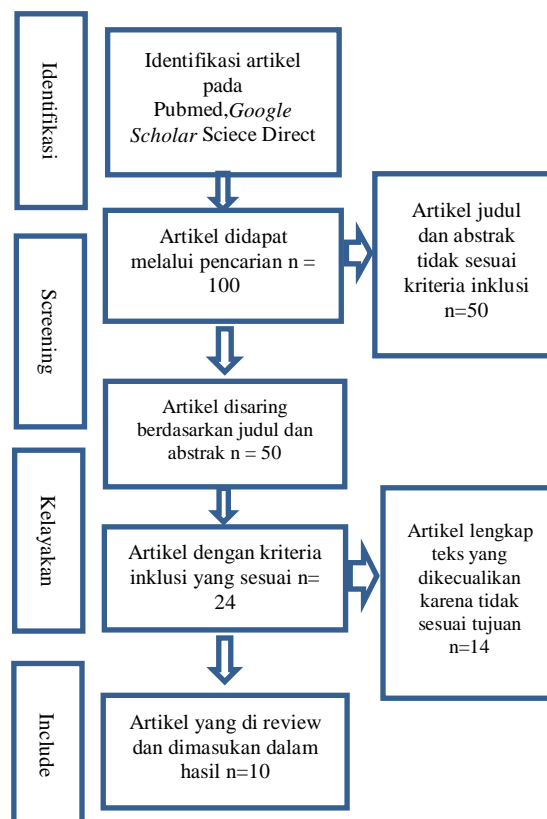 Identifikasi
Identifikasi artikel
pada
Pubmed,Google
Scholar Sciece Direct
Screening
Artikel didapat
melalui pencarian n =
100
Artikel judul
dan abstrak
tidak sesuai
kriteria inklusi
n=50
Artikel disaring
berdasarkan judul dan
abstrak n = 50
Kelayakan
Artikel dengan kriteria
inklusi yang sesuai n=
24
Artikel lengkap
teks yang
dikecualikan
karena tidak
sesuai tujuan
n=14
Include
Artikel yang di review
dan dimasukan dalam
hasil n=10